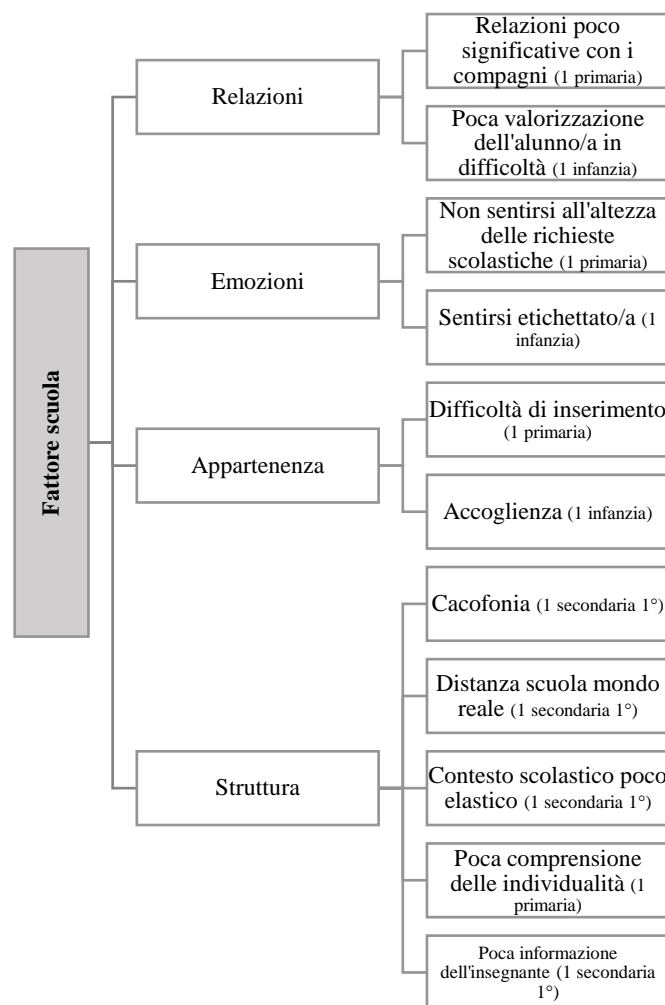 Fattore scuola
Relazioni
Relazioni poco
significative con i
compagni (1 primaria)
Poca valorizzazione
dell'alunno/a in
difficoltà (1 infanzia)
Emozioni
Non sentirsi all'altezza
delle richieste
scolastiche (1 primaria)
Sentirsi etichettato/a (1
infanzia)
Appartenenza
Difficoltà di inserimento
(1 primaria)
Accoglienza (1 infanzia)
Struttura
Cacofonia (1 secondaria 1°)
Distanza scuola mondo
reale (1 secondaria 1°)
Contesto scolastico poco
elastico (1 secondaria 1°)
Poca comprensione
delle individualità (1
primaria)
Poca informazione
dell'insegnante (1 secondaria
1°)